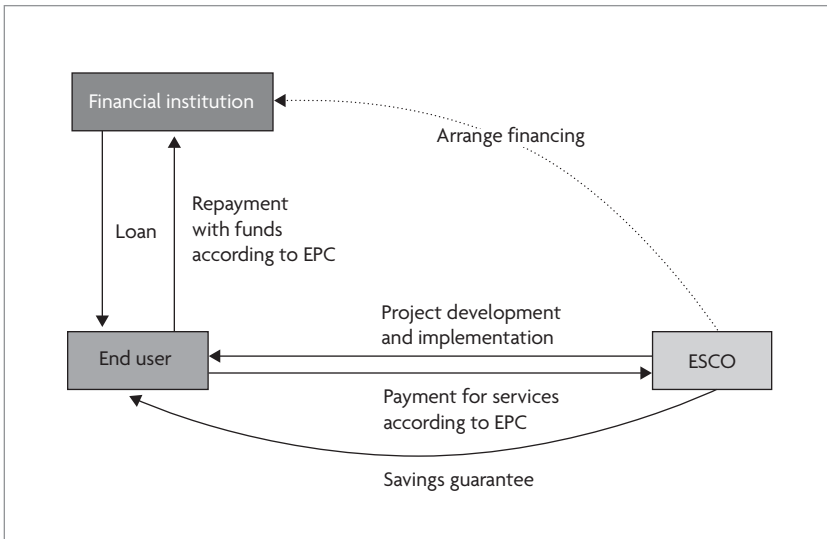 Financial institution
Arrange financing
Loan
Repayment
with funds
according to EPC
Project development
and implementation
End user
ESCO
Payment for services
according to EPC
Savings guarantee